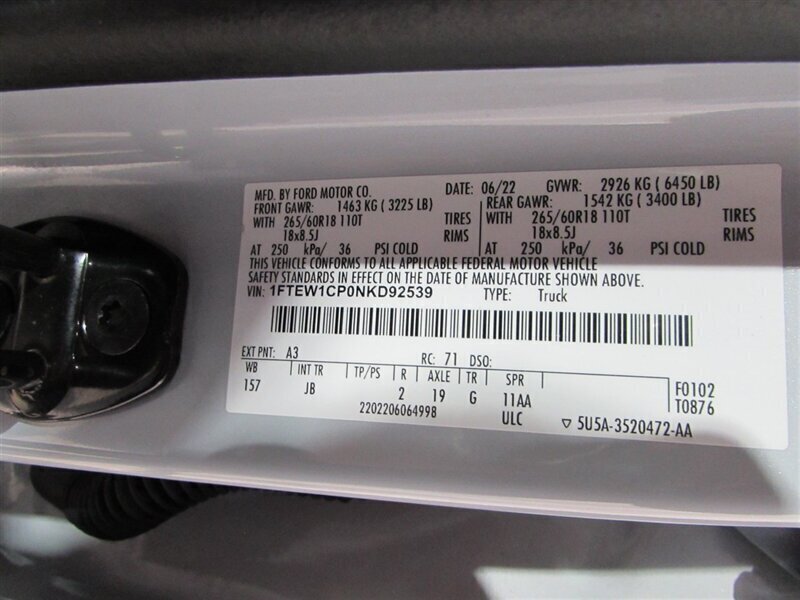 MFD. BY FORD MOTOR CO. DATE: 06/22 GVWR: 2926 KG ( 6450 LB)
FRONT GAWR: 1463 KG ( 3225 LB) REAR GAWR: 1542 KG ( 3400 LB)
WITH 265/60R18 110T TIRES WITH 265/60R18 110T TIRES
18x8.5J RIMS 18x8.5J RIMS
AT 250 kPa/ 36 PSI COLD AT 250 kPa/ 36 PSI COLD
THIS VEHICLE CONFORMS TO ALL APPLICABLE FEDERAL MOTOR VEHICLE
SAFETY STANDARDS IN EFFECT ON THE DATE OF MANUFACTURE SHOWN ABOVE.
VIN: 1FTEW1CP0NKD92539 TYPE: Truck
EXT PNT: A3 RC: 71 DSO:
WB INT TR TP/PS R AXLE TR SPR F0102
157 JB 2 19 G 11AA T0876
2202206064998 ULC ▽ 5U5A-3520472-AA